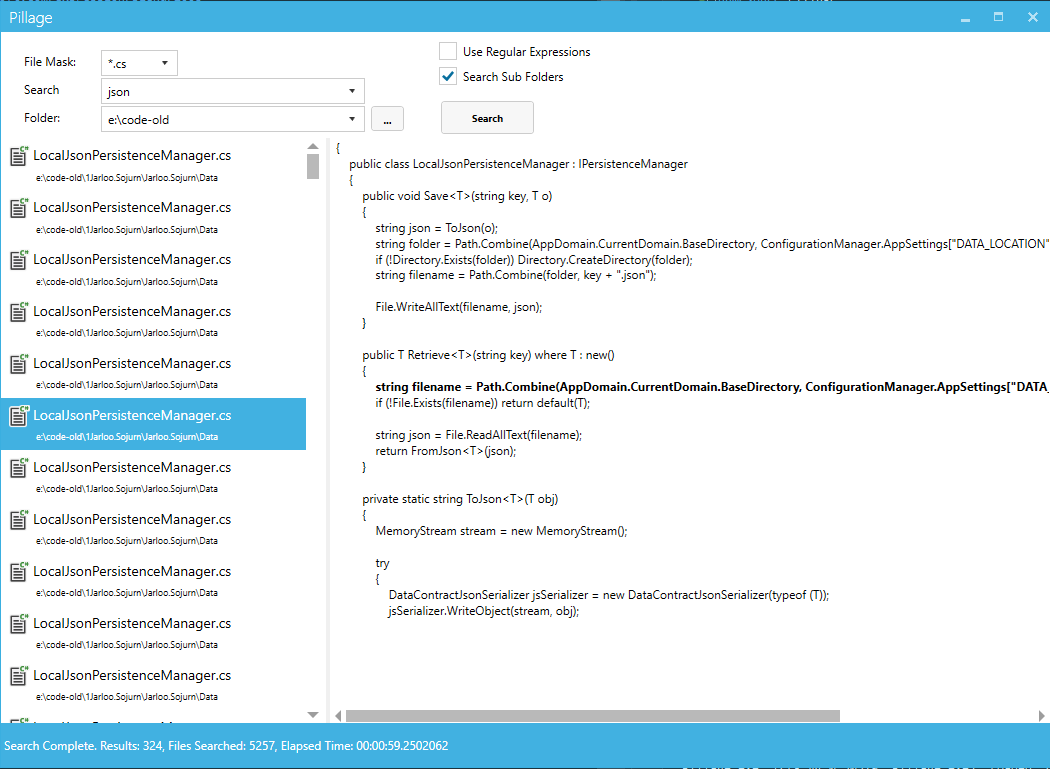 Pillage
File Mask:
*.cs
Use Regular Expressions
Search Sub Folders
Search
json
Folder:
e:\code-old
...
Search
LocalJsonPersistenceManager.cs
e:\code-old\1Jarloo.Sojurn\Jarloo.Sojurn\Data
LocalJsonPersistenceManager.cs
e:\code-old\1Jarloo.Sojurn\Jarloo.Sojurn\Data
LocalJsonPersistenceManager.cs
e:\code-old\1Jarloo.Sojurn\Jarloo.Sojurn\Data
LocalJsonPersistenceManager.cs
e:\code-old\1Jarloo.Sojurn\Jarloo.Sojurn\Data
LocalJsonPersistenceManager.cs
e:\code-old\1Jarloo.Sojurn\Jarloo.Sojurn\Data
LocalJsonPersistenceManager.cs
e:\code-old\1Jarloo.Sojurn\Jarloo.Sojurn\Data
LocalJsonPersistenceManager.cs
e:\code-old\1Jarloo.Sojurn\Jarloo.Sojurn\Data
LocalJsonPersistenceManager.cs
e:\code-old\1Jarloo.Sojurn\Jarloo.Sojurn\Data
LocalJsonPersistenceManager.cs
e:\code-old\1Jarloo.Sojurn\Jarloo.Sojurn\Data
LocalJsonPersistenceManager.cs
e:\code-old\1Jarloo.Sojurn\Jarloo.Sojurn\Data
LocalJsonPersistenceManager.cs
e:\code-old\1Jarloo.Sojurn\Jarloo.Sojurn\Data
{
public class LocalJsonPersistenceManager : IPersistenceManager
{
public void Save<T>(string key, T o)
{
string json = ToJson(o);
string folder = Path.Combine(AppDomain.CurrentDomain.BaseDirectory, ConfigurationManager.AppSettings["DATA_LOCATION"
if (!Directory.Exists(folder)) Directory.CreateDirectory(folder);
string filename = Path.Combine(folder, key + ".json");
File.WriteAllText(filename, json);
}
public T Retrieve<T>(string key) where T : new()
{
string filename = Path.Combine(AppDomain.CurrentDomain.BaseDirectory, ConfigurationManager.AppSettings["DATA_
if (!File.Exists(filename)) return default(T);
string json = File.ReadAllText(filename);
return FromJson<T>(json);
}
private static string ToJson<T>(T obj)
{
MemoryStream stream = new MemoryStream();
try
{
DataContractJsonSerializer jsSerializer = new DataContractJsonSerializer(typeof (T));
jsSerializer.WriteObject(stream, obj);
Search Complete. Results: 324, Files Searched: 5257, Elapsed Time: 00:00:59.2502062